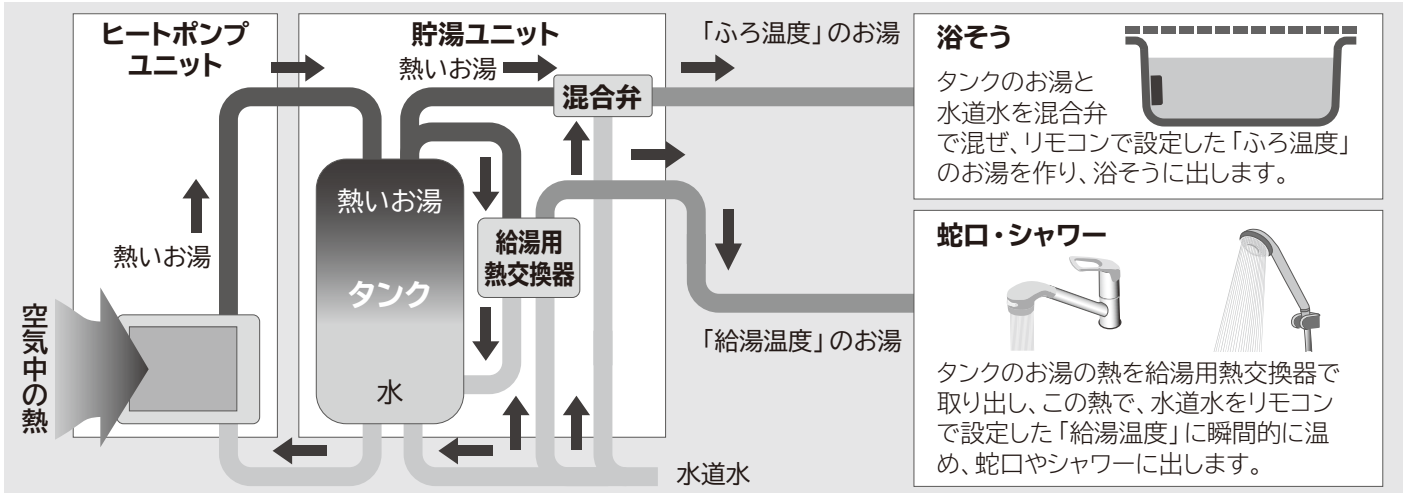 ヒートポンプ
ユニット
貯湯ユニット
熱いお湯
混合弁
「ふろ温度」のお湯
熱いお湯
給湯用
熱交換器
熱いお湯
タンク
水
空気中の熱
「給湯温度」のお湯
水道水
浴そう
タンクのお湯と
水道水を混合弁
で混ぜ、リモコンで設定した「ふろ温度」
のお湯を作り、浴そうに出します。
蛇口・シャワー
タンクのお湯の熱を給湯用熱交換器で
取り出し、この熱で、水道水をリモコン
で設定した「給湯温度」に瞬間的に温
め、蛇口やシャワーに出します。